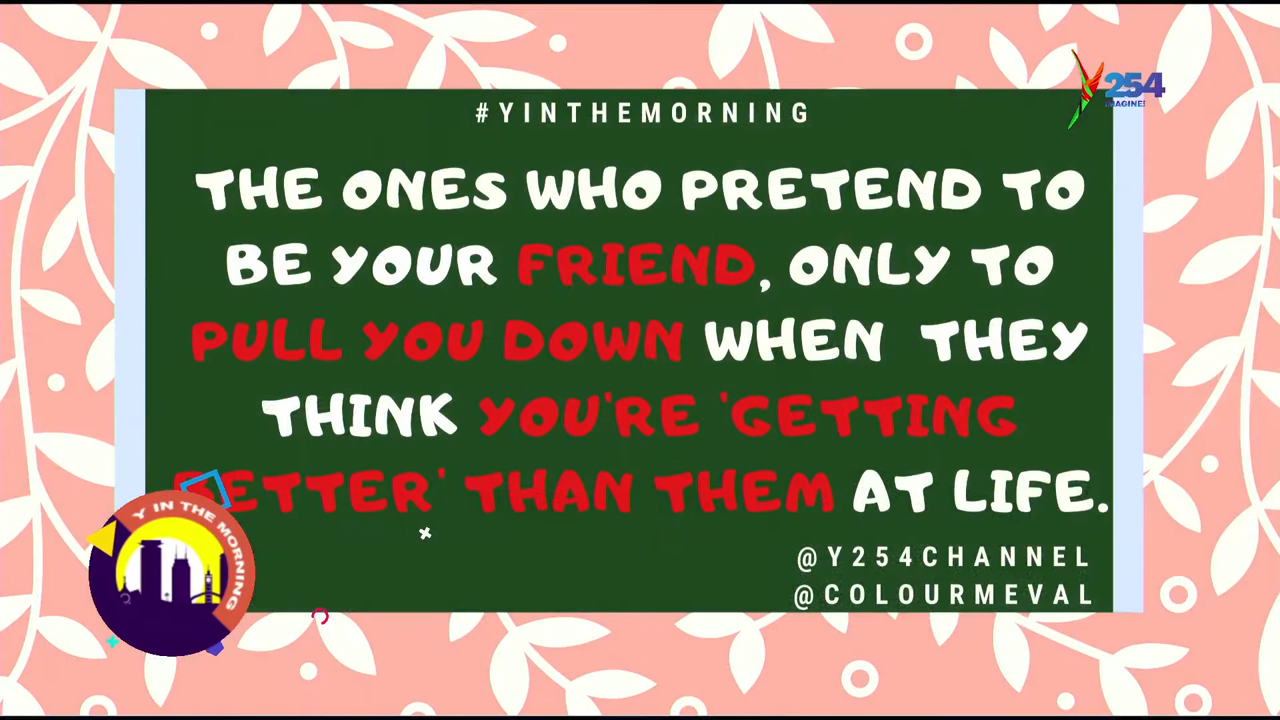 254
IMAGINE!
#YINTHEMORNING
THE ONES WHO PRETEND TO
BE YOUR FRIEND, ONLY TO
PULL YOU DOWN WHEN THEY
THINK YOU'RE 'GETTING
BETTER' THAN THEM AT LIFE.
@Y254CHANNEL
@COLOURMEVAL
Y IN THE MORNING